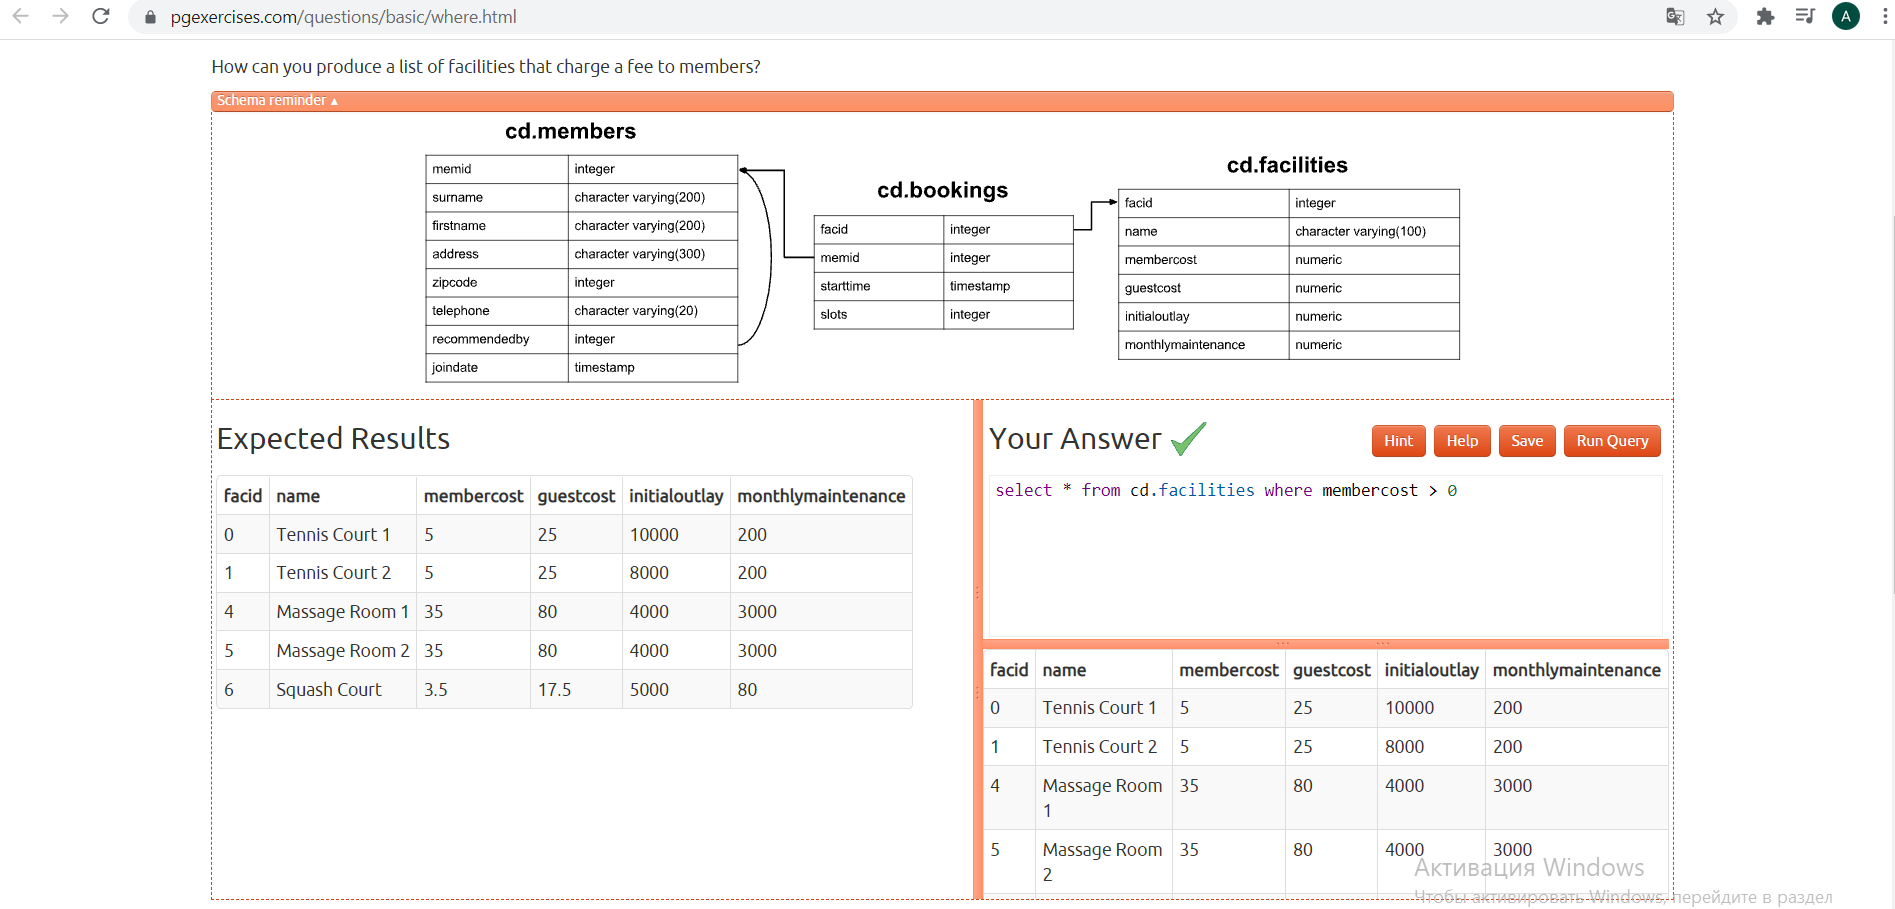 pgexercises.com/questions/basic/where.html
A
How can you produce a list of facilities that charge a fee to members?
Schema reminder ▲
cd.members
memid integer
surname character varying(200)
firstname character varying(200)
address character varying(300)
zipcode integer
telephone character varying(20)
recommendedby integer
joindate timestamp
cd.bookings
facid integer
memid integer
starttime timestamp
slots integer
cd.facilities
facid integer
name character varying(100)
membercost numeric
guestcost numeric
initialoutlay numeric
monthlymaintenance numeric
Expected Results
facid name membercost guestcost initialoutlay monthlymaintenance
0 Tennis Court 1 5 25 10000 200
1 Tennis Court 2 5 25 8000 200
4 Massage Room 1 35 80 4000 3000
5 Massage Room 2 35 80 4000 3000
6 Squash Court 3.5 17.5 5000 80
Your Answer
Hint Help Save Run Query
select * from cd.facilities where membercost > 0
facid name membercost guestcost initialoutlay monthlymaintenance
0 Tennis Court 1 5 25 10000 200
1 Tennis Court 2 5 25 8000 200
4 Massage Room 35 80 4000 3000
1
5 Massage Room 35 80 4000 3000
2
Активация Windows
Чтобы активировать Windows, перейдите в раздел